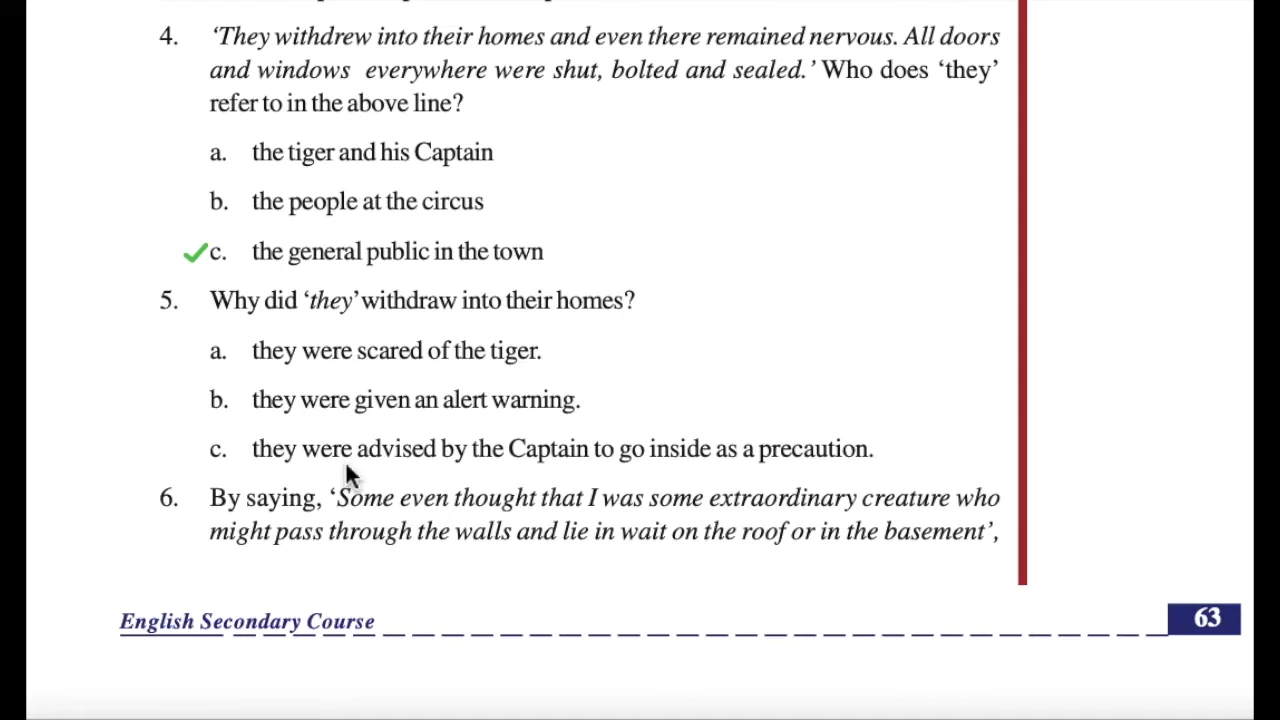 4. ‘They withdrew into their homes and even there remained nervous. All doors
and windows everywhere were shut, bolted and sealed.’ Who does ‘they’
refer to in the above line?
a. the tiger and his Captain
b. the people at the circus
c. the general public in the town
5. Why did ‘they’ withdraw into their homes?
a. they were scared of the tiger.
b. they were given an alert warning.
c. they were advised by the Captain to go inside as a precaution.
6. By saying, ‘Some even thought that I was some extraordinary creature who
might pass through the walls and lie in wait on the roof or in the basement’,
English Secondary Course
63